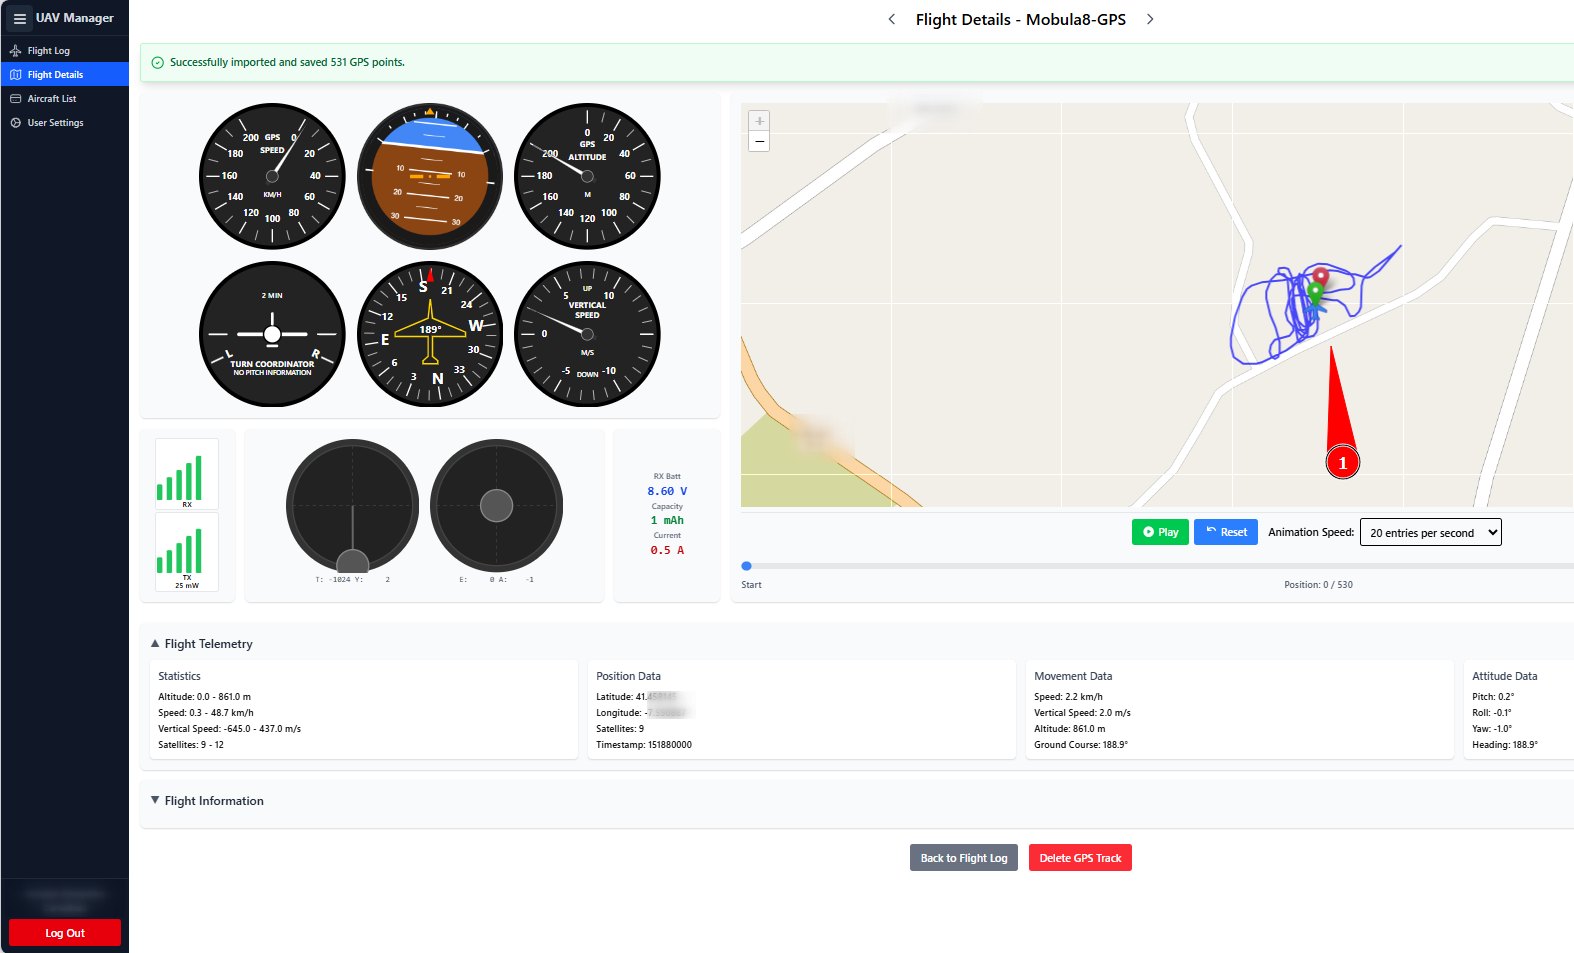 UAV Manager
Flight Log
Flight Details
Aircraft List
User Settings
Log Out
Flight Details - Mobula8-GPS
Successfully imported and saved 531 GPS points.
GPS
SPEED
KM/H
0
20
40
60
80
100
120
140
160
180
200
10
10
20
20
30
30
0
GPS
ALTITUDE
M
20
40
60
80
100
120
140
160
180
200
2 MIN
L
R
TURN COORDINATOR
NO PITCH INFORMATION
S
21
24
W
30
33
N
3
6
E
12
15
189°
UP
5
10
VERTICAL
SPEED
0
M/S
-5
DOWN
-10
RX
TX
25 mW
T: -1024 Y: 2
E: 0 A: -1
RX Batt
8.60 V
Capacity
1 mAh
Current
0.5 A
+
−
1
Play
Reset
Animation Speed:
20 entries per second
Start
Position: 0 / 530
Flight Telemetry
Statistics
Altitude: 0.0 - 861.0 m
Speed: 0.3 - 48.7 km/h
Vertical Speed: -645.0 - 437.0 m/s
Satellites: 9 - 12
Position Data
Latitude: 41.
Longitude: -
Satellites: 9
Timestamp: 151880000
Movement Data
Speed: 2.2 km/h
Vertical Speed: 2.0 m/s
Altitude: 861.0 m
Ground Course: 188.9°
Attitude Data
Pitch: 0.2°
Roll: -0.1°
Yaw: -1.0°
Heading: 188.9°
Flight Information
Back to Flight Log
Delete GPS Track